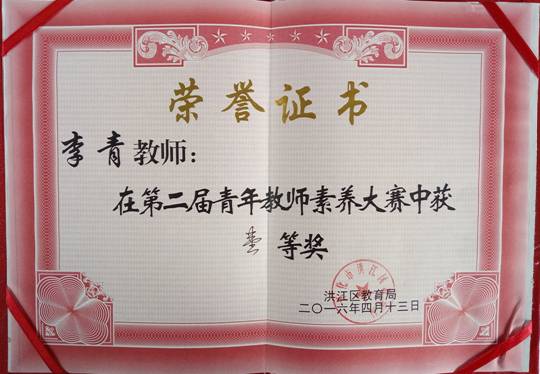 荣誉证书
李青教师：
在第二届青年教师素养大赛中获
壹等奖
洪江区教育局
二〇一六年四月十三日